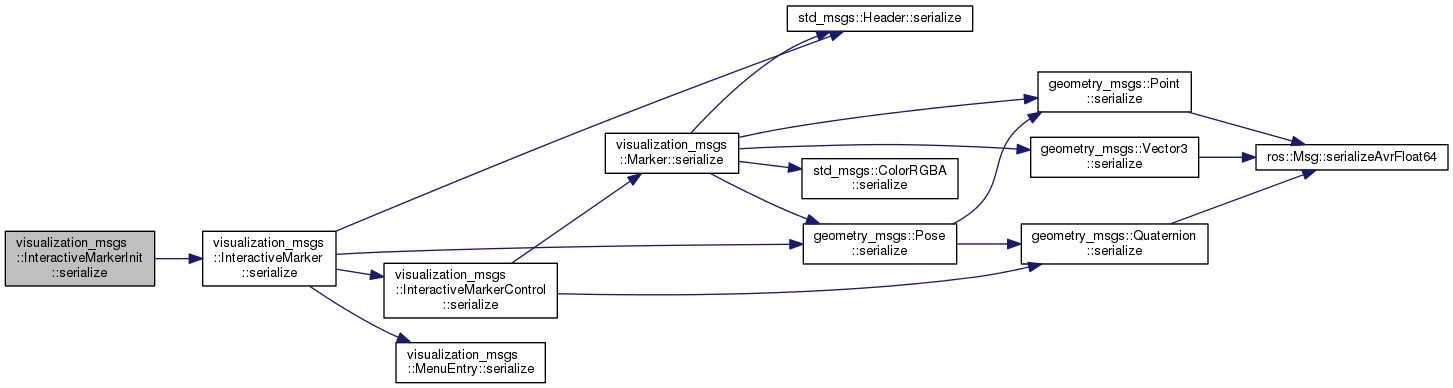 visualization_msgs
::InteractiveMarkerInit
::serialize
visualization_msgs
::InteractiveMarker
::serialize
std_msgs::Header::serialize
visualization_msgs
::InteractiveMarkerControl
::serialize
visualization_msgs
::MenuEntry::serialize
visualization_msgs
::Marker::serialize
std_msgs::ColorRGBA
::serialize
geometry_msgs::Pose
::serialize
geometry_msgs::Point
::serialize
geometry_msgs::Vector3
::serialize
geometry_msgs::Quaternion
::serialize
ros::Msg::serializeAvrFloat64